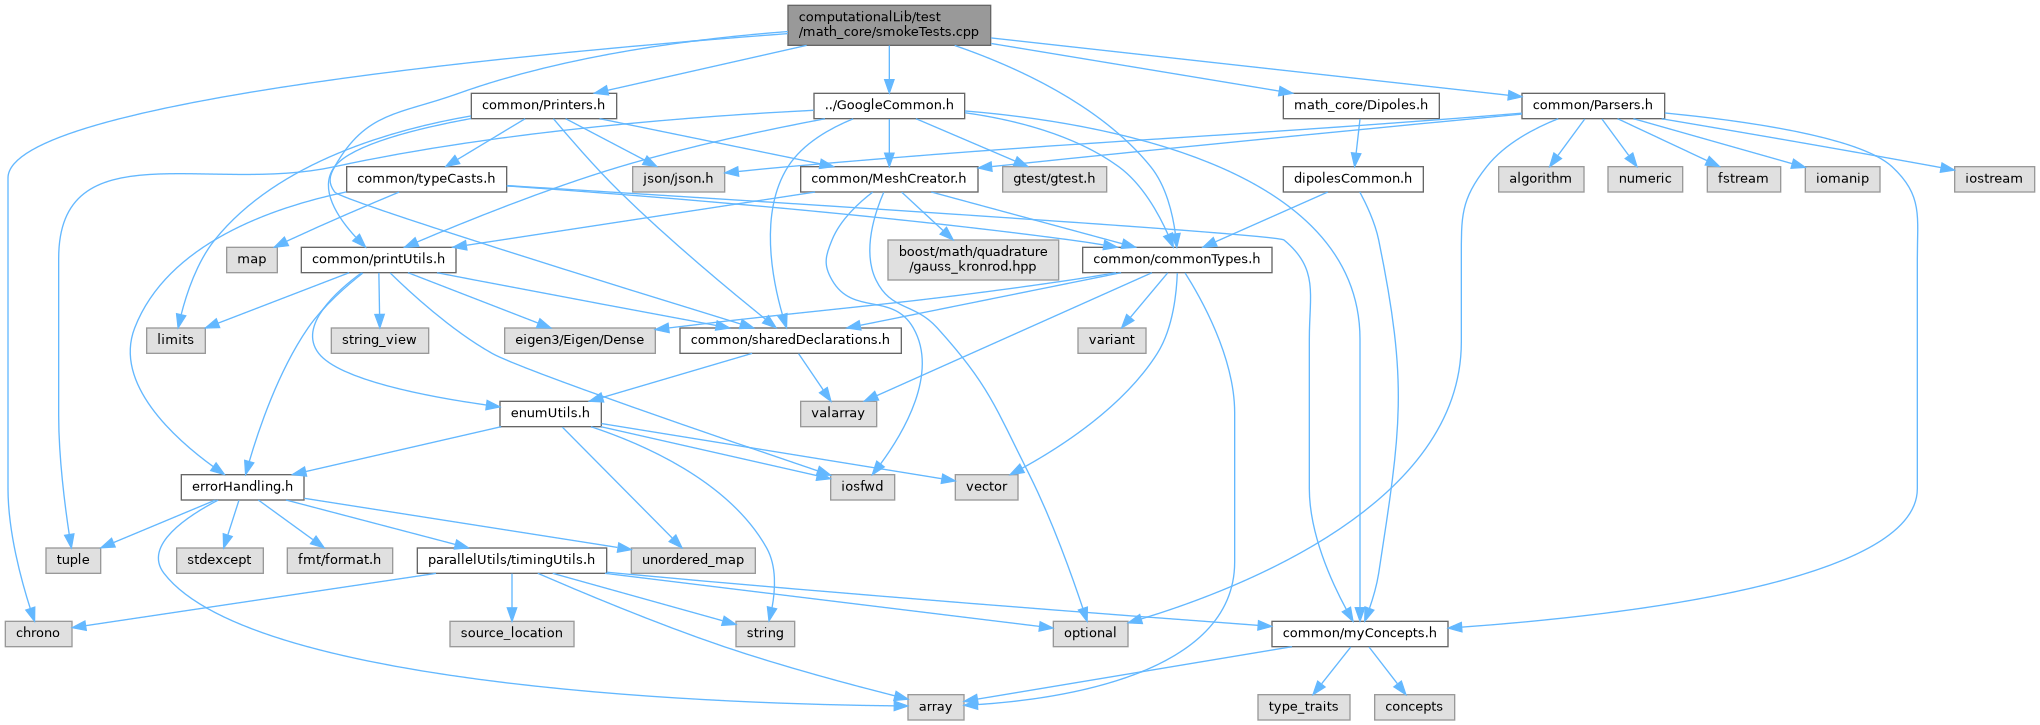 computationalLib/test
/math_core/smokeTests.cpp
common/Printers.h
../GoogleCommon.h
math_core/Dipoles.h
common/Parsers.h
common/typeCasts.h
json/json.h
common/MeshCreator.h
gtest/gtest.h
dipolesCommon.h
algorithm
numeric
fstream
iomanip
iostream
map
common/printUtils.h
boost/math/quadrature
/gauss_kronrod.hpp
common/commonTypes.h
limits
string_view
eigen3/Eigen/Dense
common/sharedDeclarations.h
variant
enumUtils.h
valarray
errorHandling.h
iosfwd
vector
tuple
stdexcept
fmt/format.h
parallelUtils/timingUtils.h
unordered_map
chrono
source_location
string
optional
common/myConcepts.h
array
type_traits
concepts